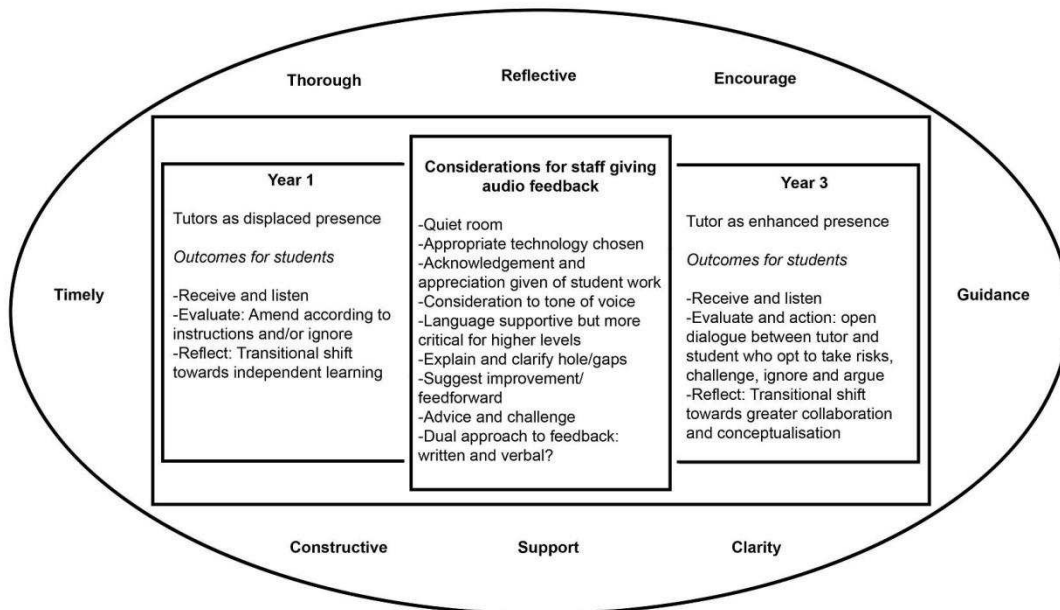 Thorough
Reflective
Encourage
Timely
Year 1
Tutors as displaced presence
Outcomes for students
-Receive and listen
-Evaluate: Amend according to
instructions and/or ignore
-Reflect: Transitional shift
towards independent learning
Considerations for staff giving
audio feedback
-Quiet room
-Appropriate technology chosen
-Acknowledgement and
appreciation given of student work
-Consideration to tone of voice
-Language supportive but more
critical for higher levels
-Explain and clarify hole/gaps
-Suggest improvement/
feedforward
-Advice and challenge
-Dual approach to feedback:
written and verbal?
Year 3
Tutor as enhanced presence
Outcomes for students
-Receive and listen
-Evaluate and action: open
dialogue between tutor and
student who opt to take risks,
challenge, ignore and argue
-Reflect: Transitional shift
towards greater collaboration
and conceptualisation
Guidance
Constructive
Support
Clarity